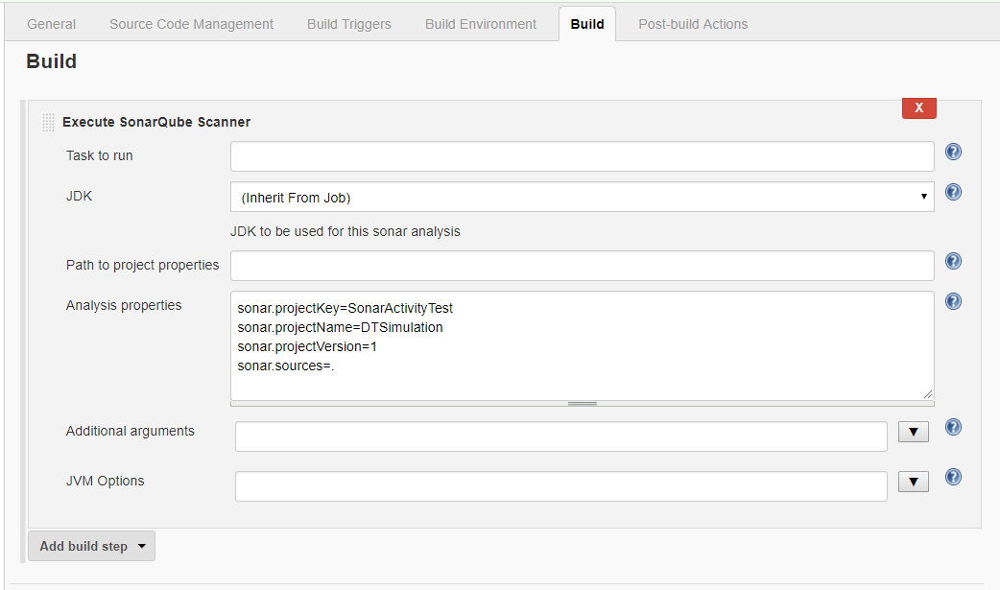 General Source Code Management Build Triggers Build Environment Build Post-build Actions
Build
X
Execute SonarQube Scanner
Task to run
?
JDK (Inherit From Job) ?
JDK to be used for this sonar analysis
Path to project properties ?
Analysis properties ?
sonar.projectKey=SonarActivityTest
sonar.projectName=DTSimulation
sonar.projectVersion=1
sonar.sources=.
Additional arguments ?
JVM Options ?
Add build step